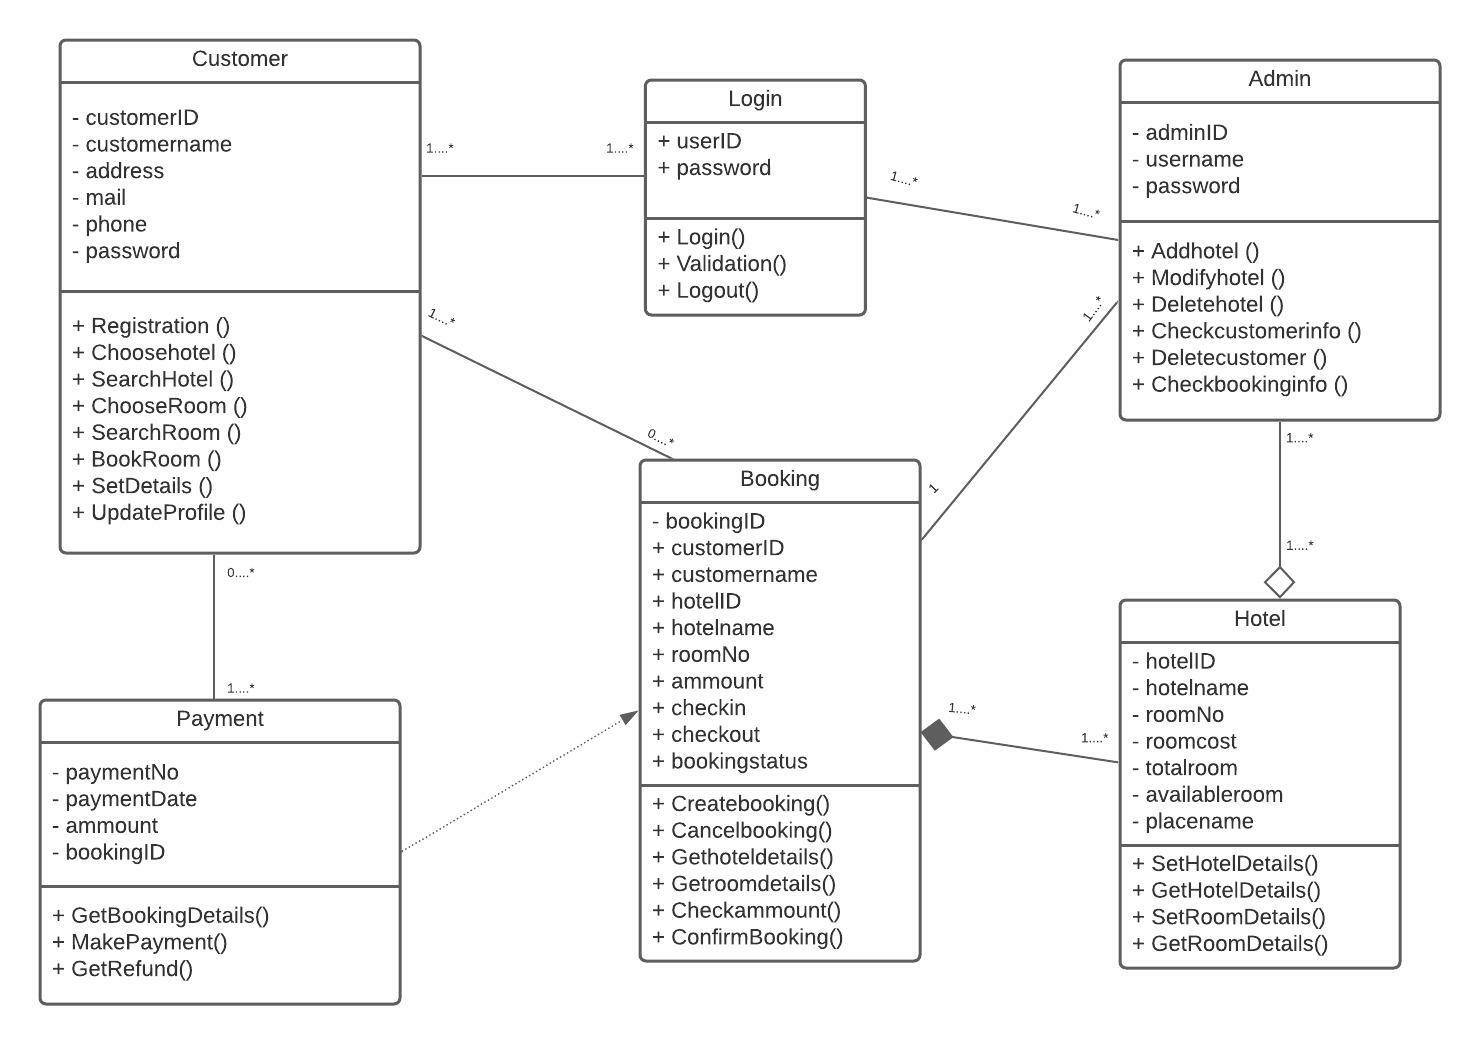 Customer
- customerID
- customername
- address
- mail
- phone
- password
+ Registration ()
+ Choosehotel ()
+ SearchHotel ()
+ ChooseRoom ()
+ SearchRoom ()
+ BookRoom ()
+ SetDetails ()
+ UpdateProfile ()
1....*
1....*
Login
+ userID
+ password
+ Login()
+ Validation()
+ Logout()
1....*
1....*
Admin
- adminID
- username
- password
+ Addhotel ()
+ Modifyhotel ()
+ Deletehotel ()
+ Checkcustomerinfo ()
+ Deletecustomer ()
+ Checkbookinginfo ()
1....*
0....*
1....*
1
1....*
1....*
0....*
1....*
Payment
- paymentNo
- paymentDate
- ammount
- bookingID
+ GetBookingDetails()
+ MakePayment()
+ GetRefund()
Booking
- bookingID
+ customerID
+ customername
+ hotelID
+ hotelname
+ roomNo
+ ammount
+ checkin
+ checkout
+ bookingstatus
+ Createbooking()
+ Cancelbooking()
+ Gethoteldetails()
+ Getroomdetails()
+ Checkammount()
+ ConfirmBooking()
1....*
1....*
Hotel
- hotelID
- hotelname
- roomNo
- roomcost
- totalroom
- availableroom
- placename
+ SetHotelDetails()
+ GetHotelDetails()
+ SetRoomDetails()
+ GetRoomDetails()